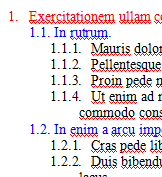 1. Exercitationem ullam co
1.1. In rutrum.
1.1.1. Mauris dolor
1.1.2. Pellentesque
1.1.3. Proin pede m
1.1.4. Ut enim ad m
commodo cons
1.2. In enim a arcu impe
1.2.1. Cras pede lib
1.2.2. Duis bibend